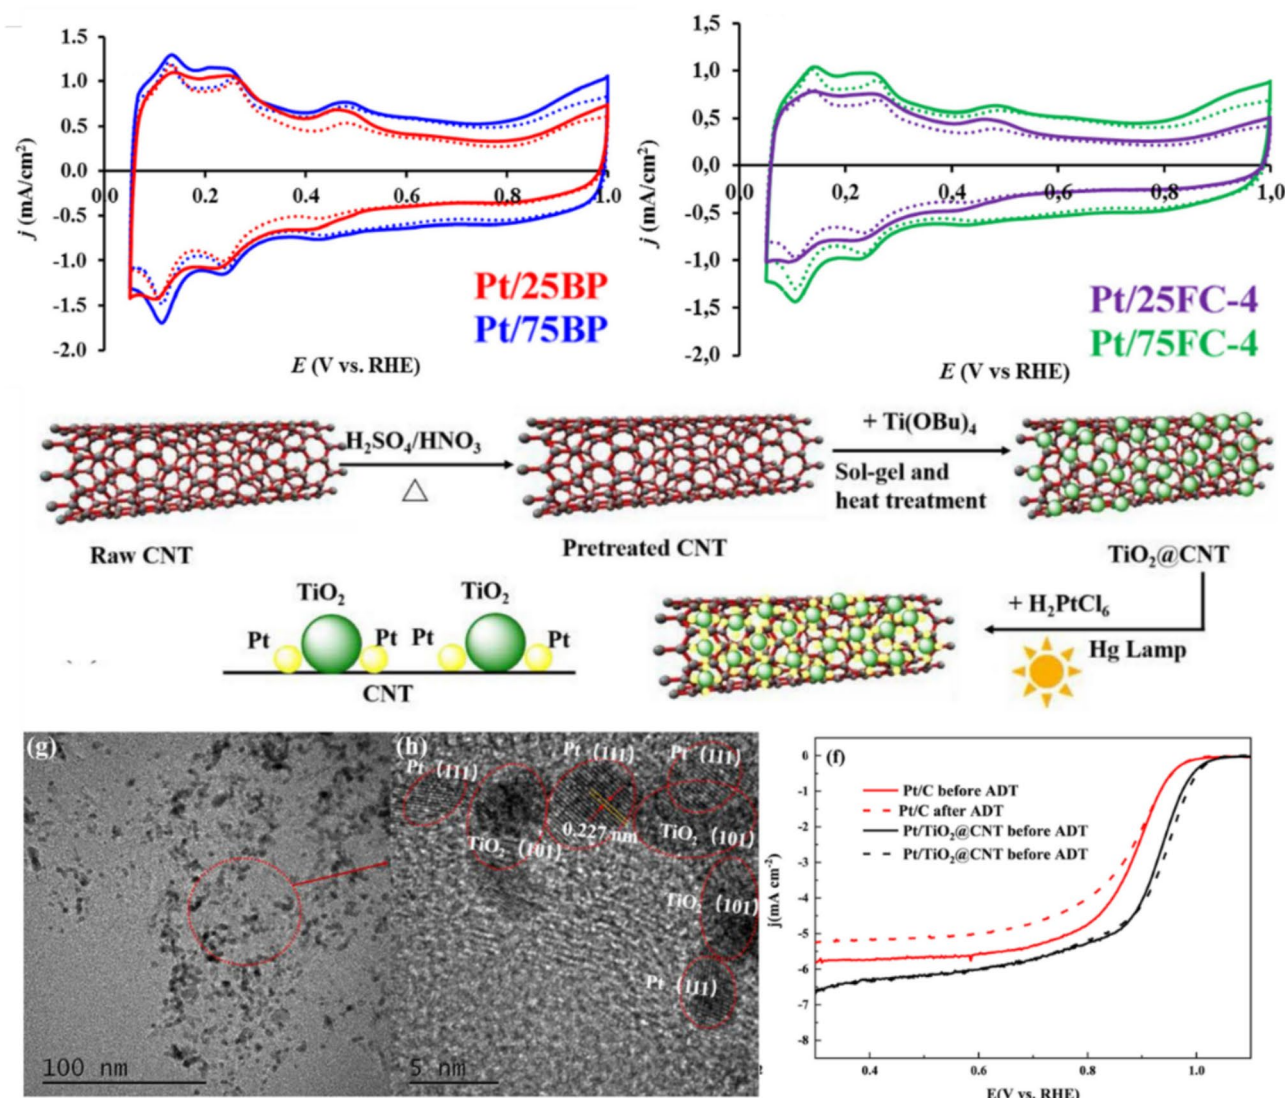 1.5
1.0
0.5
0.0
-0.5
-1.0
-1.5
-2.0
0.0 0.2 0.4 0.6 0.8 1.0
j (mA/cm²)
E (V vs. RHE)
Pt/25BP
Pt/75BP
1,5
1,0
0,5
0,0
-0,5
-1,0
-1,5
-2,0
0,0 0,2 0,4 0,6 0,8 1,0
j (mA/cm²)
E (V vs RHE)
Pt/25FC-4
Pt/75FC-4
H₂SO₄/HNO₃
△
+ Ti(OBu)₄
Sol-gel and
heat treatment
Raw CNT
Pretreated CNT
TiO₂@CNT
+ H₂PtCl₆
Hg Lamp
TiO₂ TiO₂
Pt Pt Pt Pt
CNT
(g)
100 nm
(h)
Pt (111)
Pt (111)
Pt (111)
0.227 nm
TiO₂ (101)
TiO₂ (101)
TiO₂ (101)
Pt (111)
5 nm
(f)
Pt/C before ADT
Pt/C after ADT
Pt/TiO₂@CNT before ADT
Pt/TiO₂@CNT before ADT
0
-1
-2
-3
-4
-5
-6
-7
-8
j(mA cm⁻²)
0.4 0.6 0.8 1.0
E(V vs. RHE)